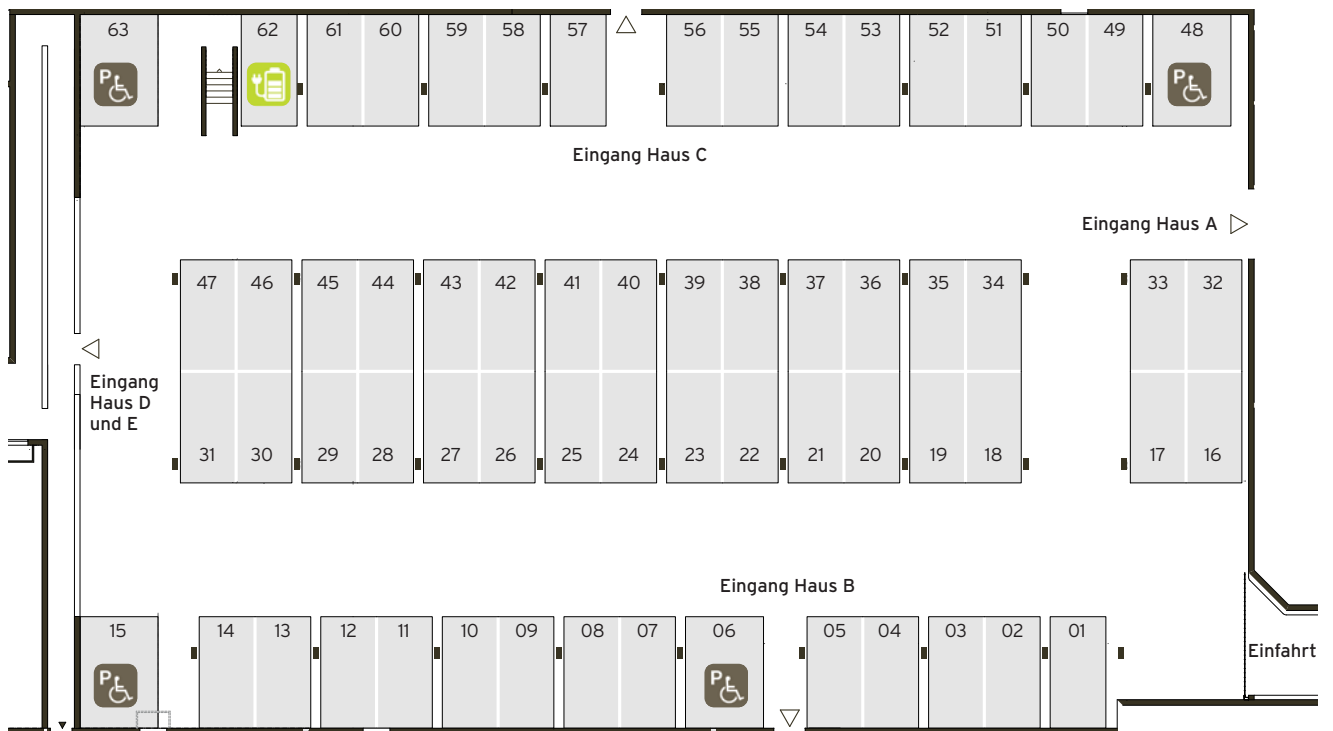 63 62 61 60 59 58 57 56 55 54 53 52 51 50 49 48
P P
Eingang Haus C
Eingang Haus A
47 46 45 44 43 42 41 40 39 38 37 36 35 34 33 32
Eingang
Haus D
und E
31 30 29 28 27 26 25 24 23 22 21 20 19 18 17 16
Eingang Haus B
15 14 13 12 11 10 09 08 07 06 05 04 03 02 01
Einfahrt
P P